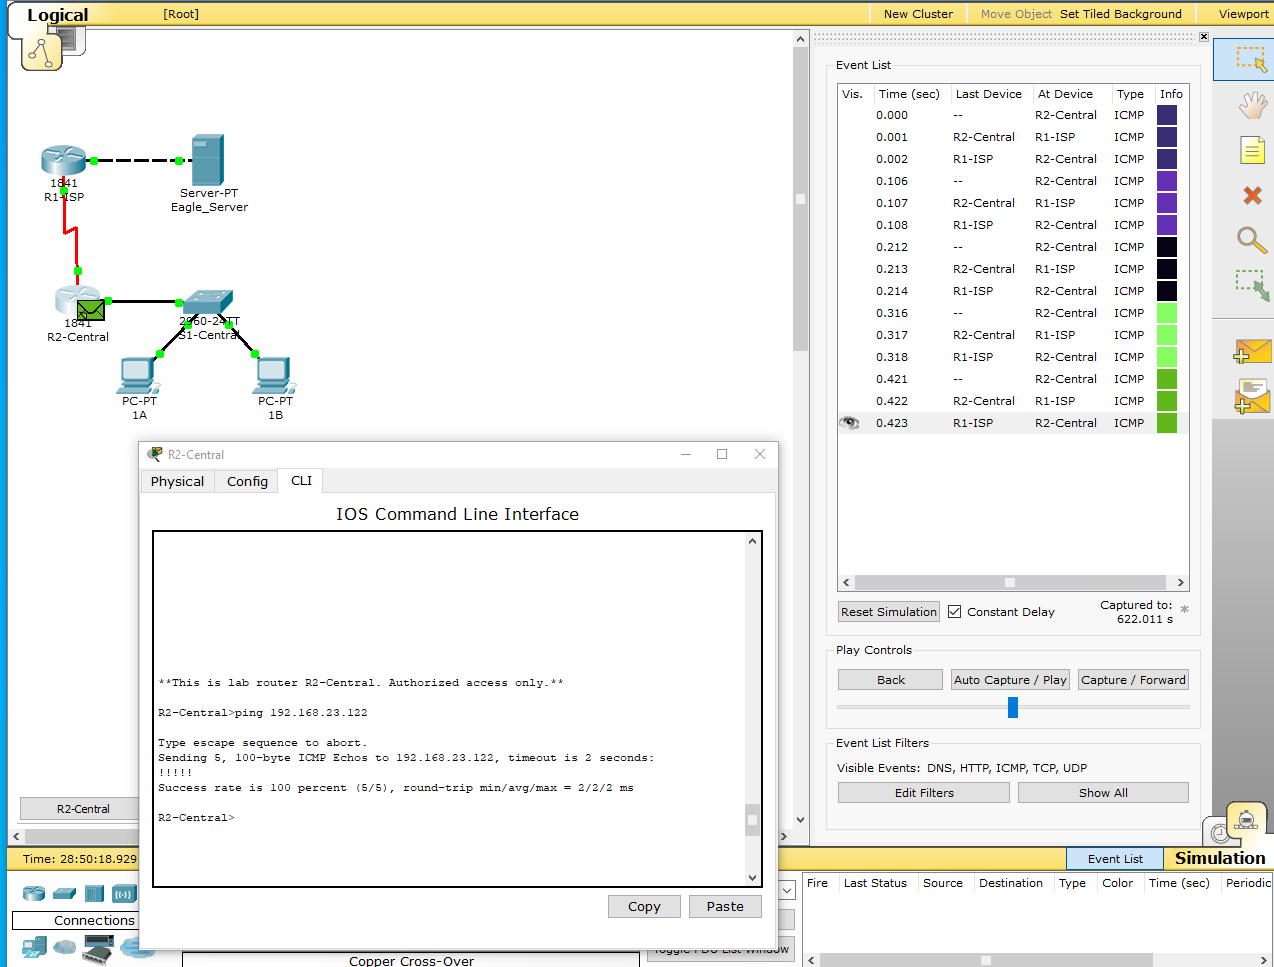 Logical
[Root]
New Cluster
Move Object
Set Tiled Background
Viewport
1841
R1-ISP
Server-PT
Eagle_Server
1841
R2-Central
2960-24TT
S1-Central
PC-PT
1A
PC-PT
1B
Event List
Vis. Time (sec) Last Device At Device Type Info
0.000 -- R2-Central ICMP
0.001 R2-Central R1-ISP ICMP
0.002 R1-ISP R2-Central ICMP
0.106 -- R2-Central ICMP
0.107 R2-Central R1-ISP ICMP
0.108 R1-ISP R2-Central ICMP
0.212 -- R2-Central ICMP
0.213 R2-Central R1-ISP ICMP
0.214 R1-ISP R2-Central ICMP
0.316 -- R2-Central ICMP
0.317 R2-Central R1-ISP ICMP
0.318 R1-ISP R2-Central ICMP
0.421 -- R2-Central ICMP
0.422 R2-Central R1-ISP ICMP
0.423 R1-ISP R2-Central ICMP
Reset Simulation
Constant Delay
Captured to: *
622.011 s
Play Controls
Back
Auto Capture / Play
Capture / Forward
Event List Filters
Visible Events: DNS, HTTP, ICMP, TCP, UDP
Edit Filters
Show All
R2-Central
Physical
Config
CLI
IOS Command Line Interface
**This is lab router R2-Central. Authorized access only.**
R2-Central>ping 192.168.23.122
Type escape sequence to abort.
Sending 5, 100-byte ICMP Echos to 192.168.23.122, timeout is 2 seconds:
!!!!!
Success rate is 100 percent (5/5), round-trip min/avg/max = 2/2/2 ms
R2-Central>
Copy
Paste
R2-Central
Time: 28:50:18.929
Event List
Simulation
Connections
Copper Cross-Over
Toggle PDU List Window
Fire Last Status Source Destination Type Color Time (sec) Periodic